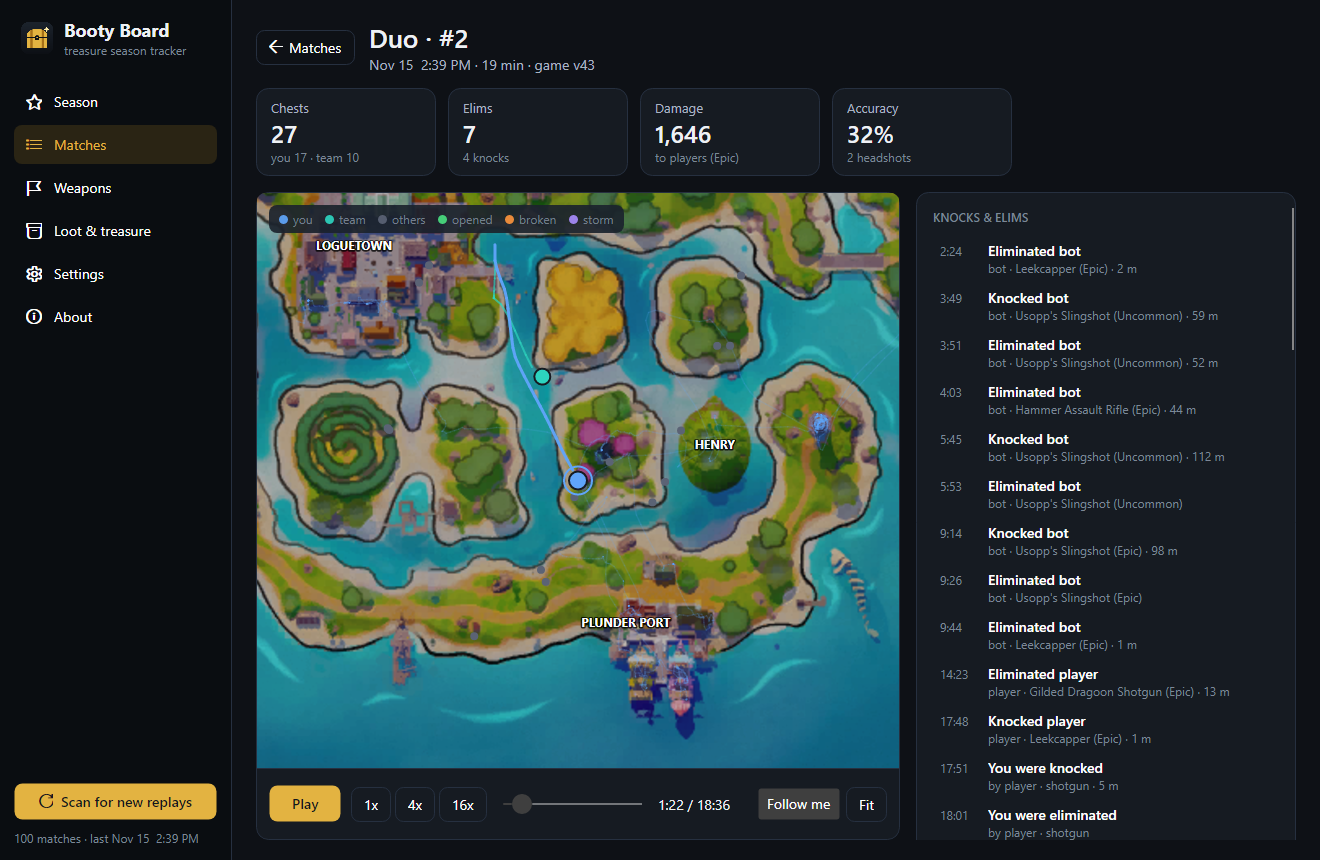 Booty Board
treasure season tracker
Season
Matches
Weapons
Loot & treasure
Settings
About
Scan for new replays
100 matches · last Nov 15 2:39 PM
Matches
Duo · #2
Nov 15 2:39 PM · 19 min · game v43
Chests
27
you 17 · team 10
Elims
7
4 knocks
Damage
1,646
to players (Epic)
Accuracy
32%
2 headshots
you team others opened broken storm
LOGUETOWN
HENRY
PLUNDER PORT
Play 1x 4x 16x 1:22 / 18:36 Follow me Fit
KNOCKS & ELIMS
2:24 Eliminated bot
bot · Leekcapper (Epic) · 2 m
3:49 Knocked bot
bot · Usopp's Slingshot (Uncommon) · 59 m
3:51 Eliminated bot
bot · Usopp's Slingshot (Uncommon) · 52 m
4:03 Eliminated bot
bot · Hammer Assault Rifle (Epic) · 44 m
5:45 Knocked bot
bot · Usopp's Slingshot (Uncommon) · 112 m
5:53 Eliminated bot
bot · Usopp's Slingshot (Uncommon)
9:14 Knocked bot
bot · Usopp's Slingshot (Epic) · 98 m
9:26 Eliminated bot
bot · Usopp's Slingshot (Epic)
9:44 Eliminated bot
bot · Leekcapper (Epic) · 1 m
14:23 Eliminated player
player · Gilded Dragoon Shotgun (Epic) · 13 m
17:48 Knocked player
player · Leekcapper (Epic) · 1 m
17:51 You were knocked
by player · shotgun · 5 m
18:01 You were eliminated
by player · shotgun